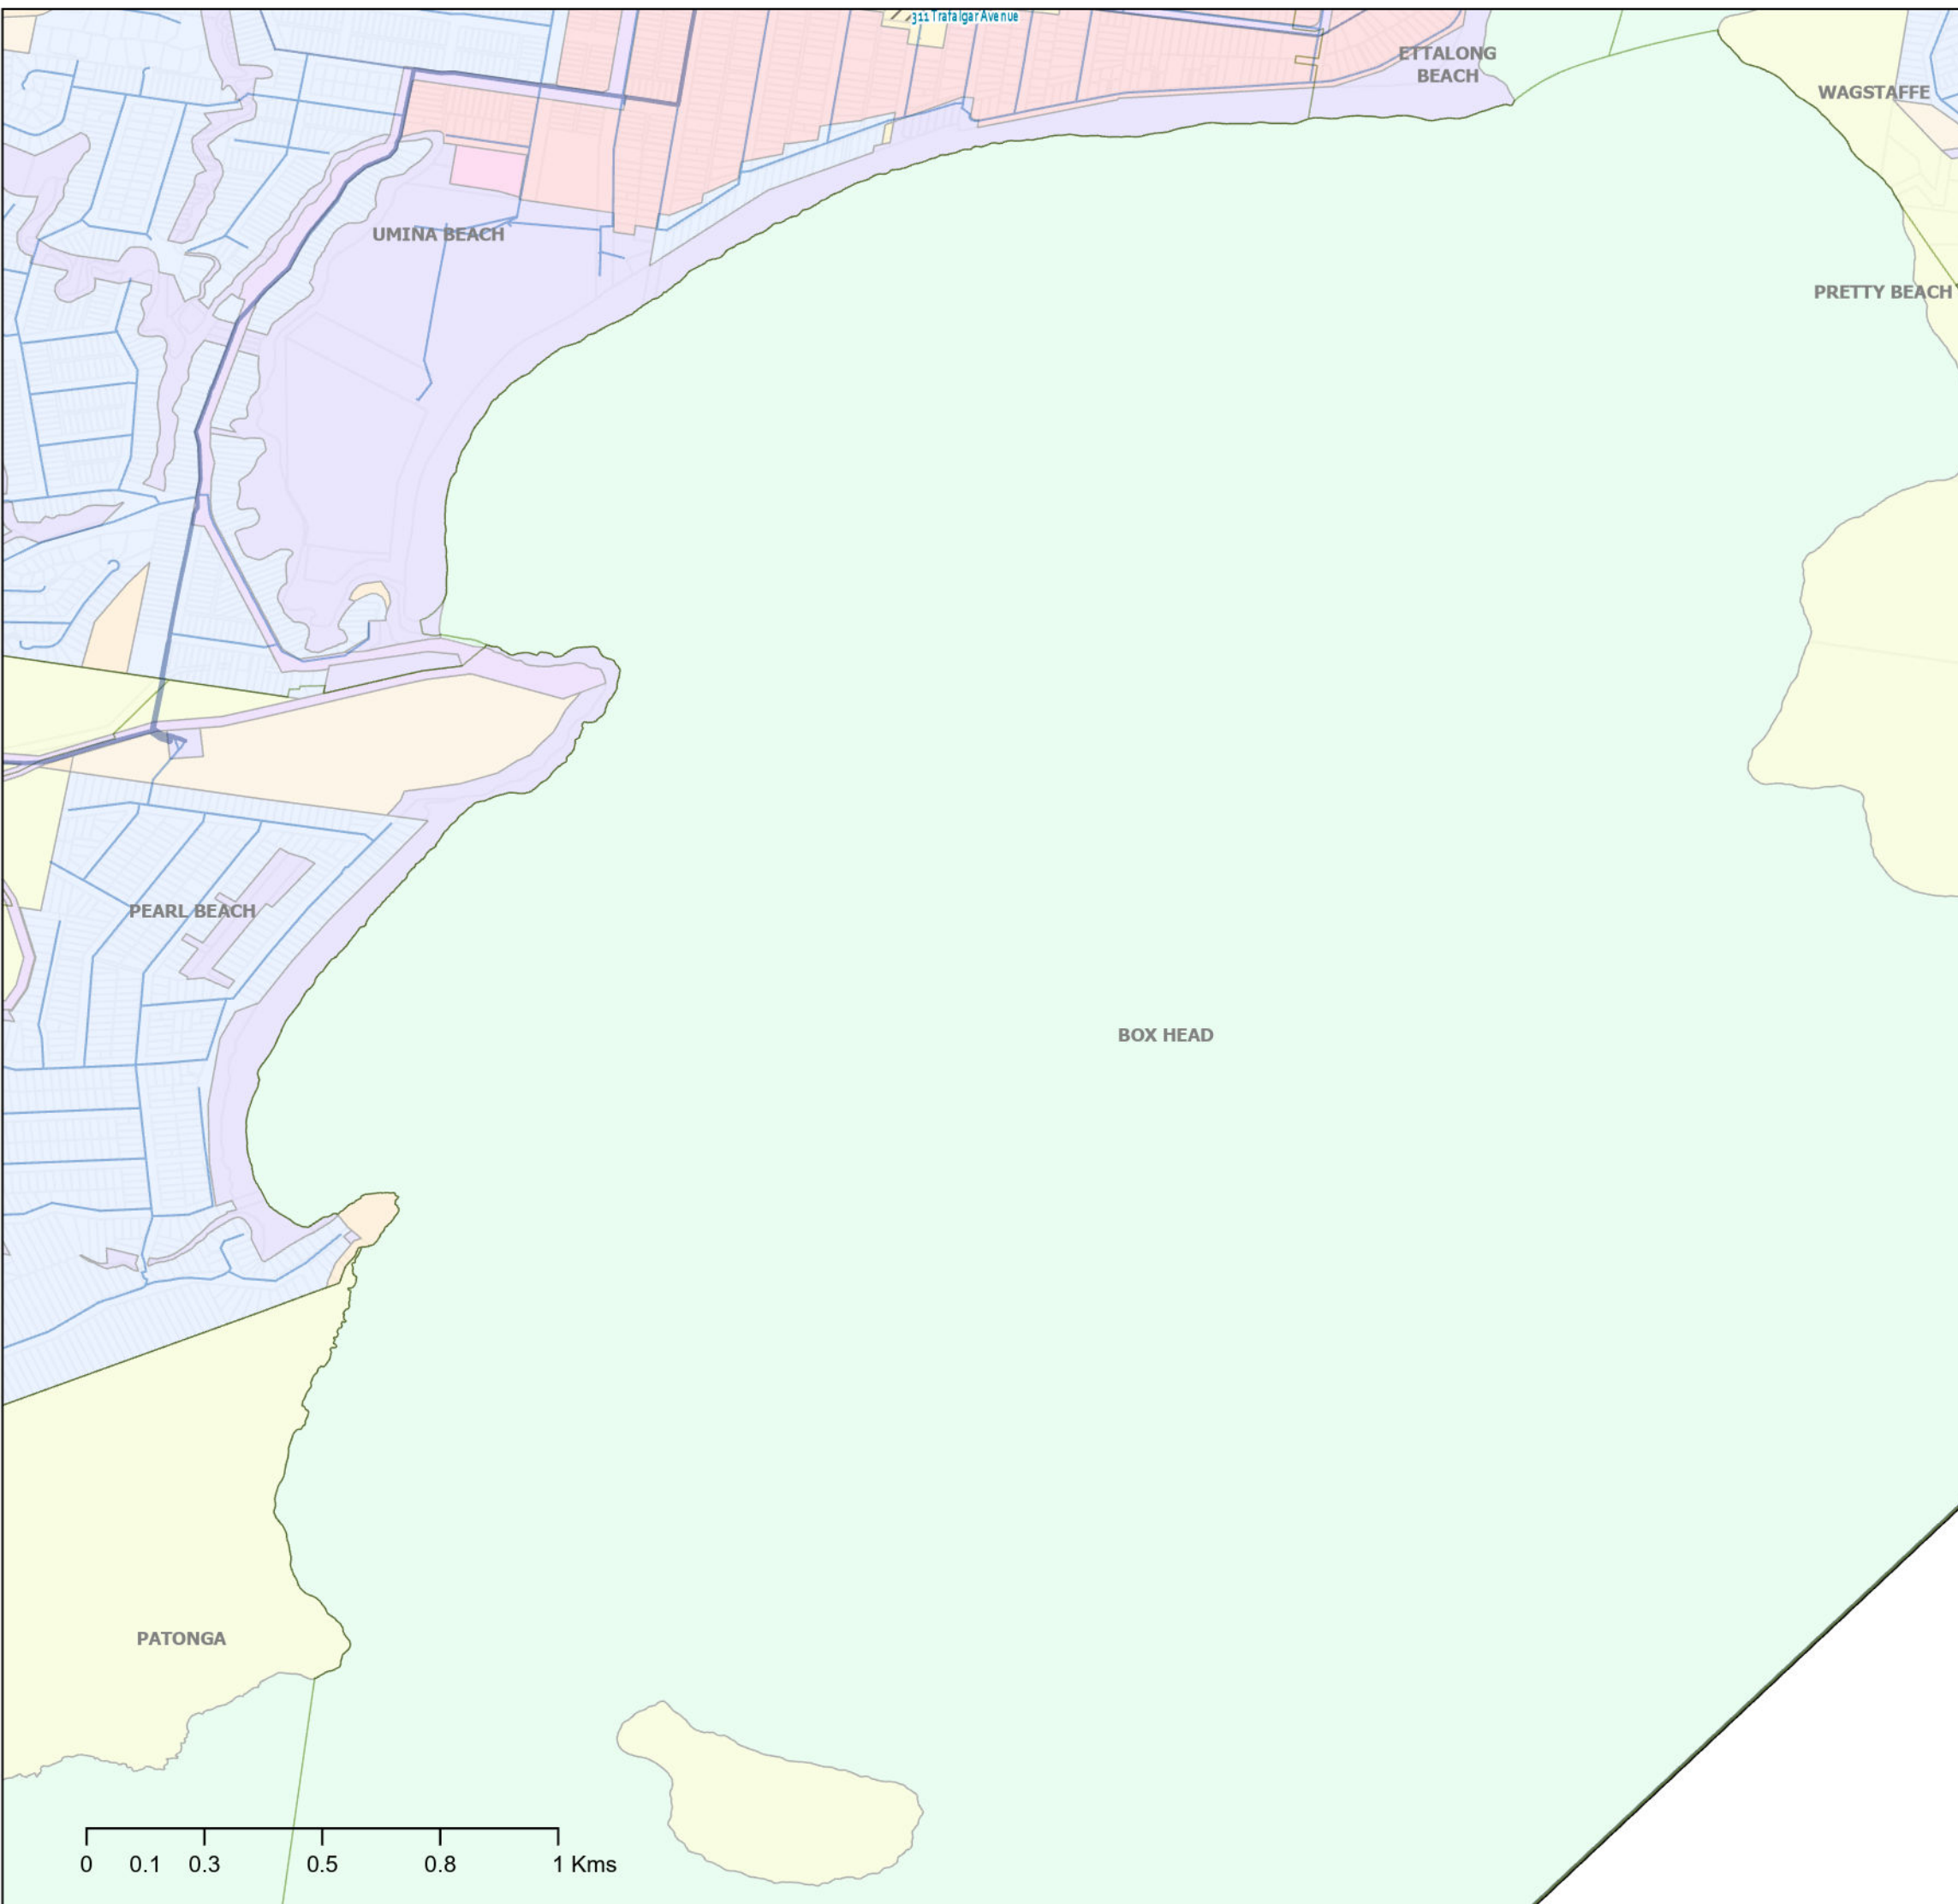 311 Trafalgar Avenue
ETTALONG
BEACH
WAGSTAFFE
UMINA BEACH
PRETTY BEACH
PEARL BEACH
BOX HEAD
PATONGA
0 0.1 0.3 0.5 0.8 1 Kms